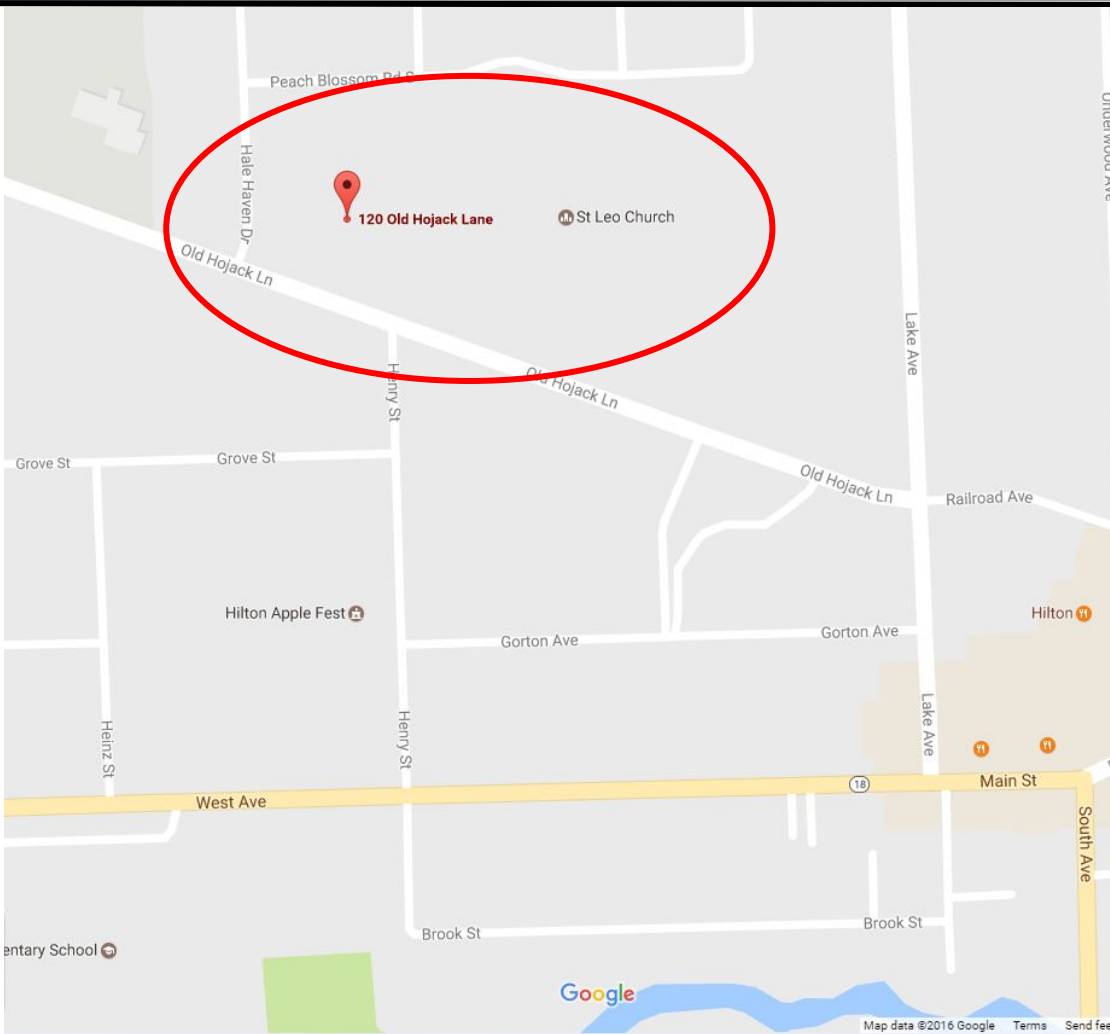 Peach Blossom Rd S
Hale Haven Dr
Underwood Ave
120 Old Hojack Lane
St Leo Church
Old Hojack Ln
Lake Ave
Henry St
Old Hojack Ln
Grove St
Grove St
Old Hojack Ln
Railroad Ave
Hilton Apple Fest
Hilton
Gorton Ave
Gorton Ave
Heinz St
Henry St
Lake Ave
18
Main St
West Ave
South Ave
Brook St
Brook St
entary School
Google
Map data ©2016 Google Terms Send fee